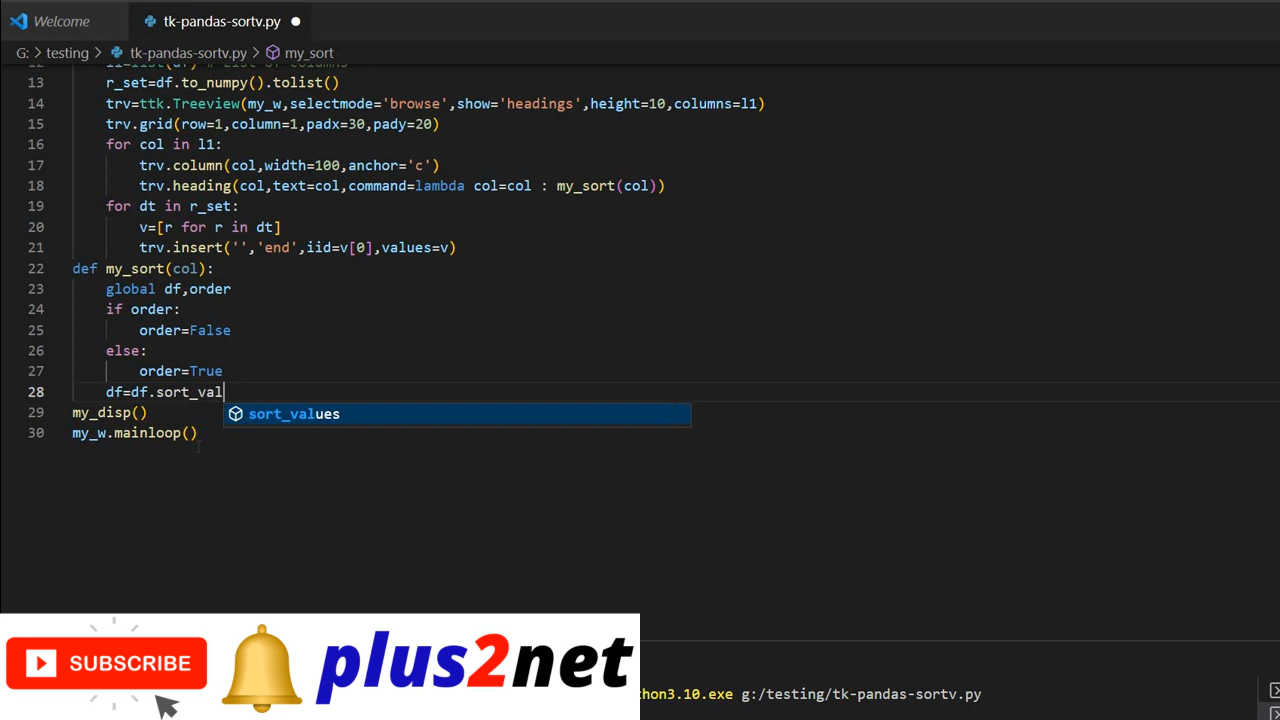 Welcome tk-pandas-sortv.py
G: > testing > tk-pandas-sortv.py > my_sort
13 r_set=df.to_numpy().tolist()
14 trv=ttk.Treeview(my_w,selectmode='browse',show='headings',height=10,columns=l1)
15 trv.grid(row=1,column=1,padx=30,pady=20)
16 for col in l1:
17 trv.column(col,width=100,anchor='c')
18 trv.heading(col,text=col,command=lambda col=col : my_sort(col))
19 for dt in r_set:
20 v=[r for r in dt]
21 trv.insert('','end',iid=v[0],values=v)
22 def my_sort(col):
23 global df,order
24 if order:
25 order=False
26 else:
27 order=True
28 df=df.sort_val
sort_values
29 my_disp()
30 my_w.mainloop()
SUBSCRIBE
plus2net
thon3.10.exe g:/testing/tk-pandas-sortv.py